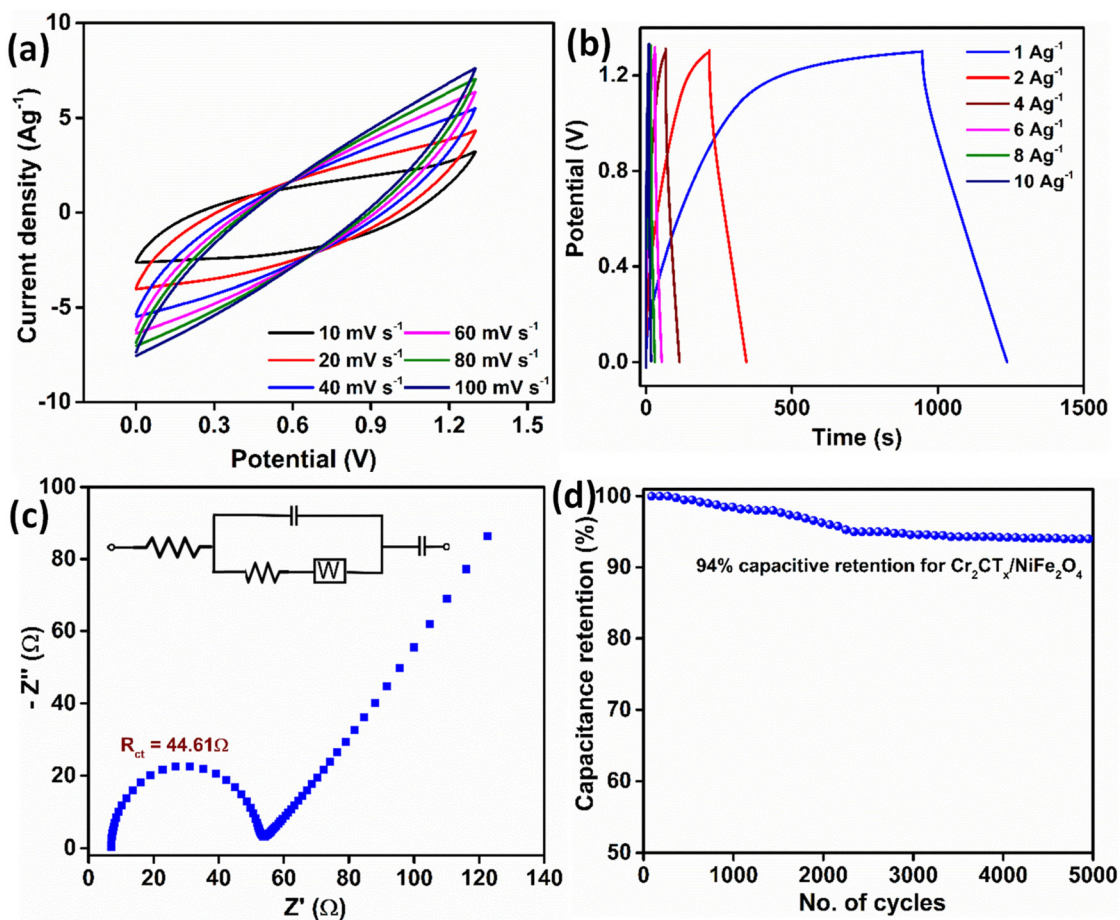 (a)
10
5
0
-5
-10
Current density (Ag⁻¹)
10 mV s⁻¹
20 mV s⁻¹
40 mV s⁻¹
60 mV s⁻¹
80 mV s⁻¹
100 mV s⁻¹
0.0 0.3 0.6 0.9 1.2 1.5
Potential (V)
(b)
1.2
0.8
0.4
0.0
Potential (V)
1 Ag⁻¹
2 Ag⁻¹
4 Ag⁻¹
6 Ag⁻¹
8 Ag⁻¹
10 Ag⁻¹
0 500 1000 1500
Time (s)
(c)
100
80
60
40
20
0
- Z'' (Ω)
W
R_ct = 44.61Ω
0 20 40 60 80 100 120 140
Z' (Ω)
(d)
100
90
80
70
60
50
Capacitance retention (%)
94% capacitive retention for Cr₂CTₓ/NiFe₂O₄
0 1000 2000 3000 4000 5000
No. of cycles